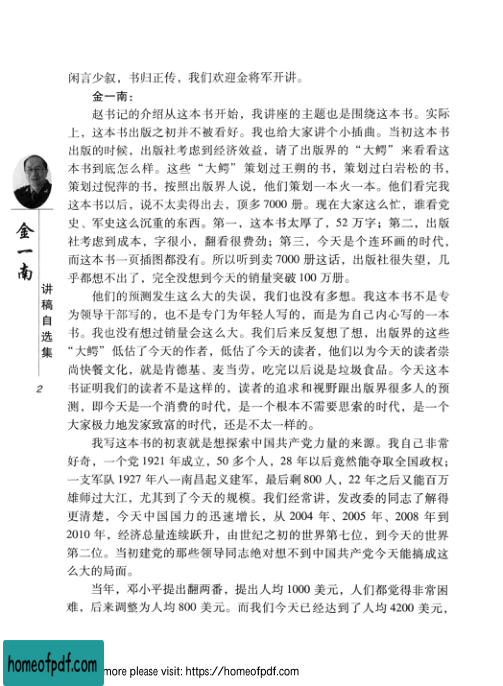 闲言少叙，书归正传，我们欢迎金将军开讲。
金一南：
赵书记的介绍从这本书开始，我讲座的主题也是围绕这本书。实际
上，这本书出版之初并不被看好。我也给大家讲个小插曲。当初这本书
出版的时候，出版社考虑到经济效益，请了出版界的“大鳄”来看看这
本书到底怎么样。这些“大鳄”策划过王朔的书，策划过白岩松的书，
策划过倪萍的书，按照出版界人说，他们策划一本火一本。他们看完我
这本书以后，说不太卖得出去，顶多7000册。现在大家这么忙，谁看党
史、军史这么沉重的东西。第一，这本书太厚了，52万字；第二，出版
社考虑到成本，字很小，翻看很费劲；第三，今天是个连环画的时代，
而这本书一页插图都没有。所以听到卖7000册这话，出版社很失望，几
乎都想不出了，完全没想到今天的销量突破100万册。
他们的预测发生这么大的失误，我们也没有多想。我这本书不是专
为领导干部写的，也不是专门为年轻人写的，而是为自己内心写的一本
书。我也没有想过销量会这么大。我们后来反复想了想，出版界的这些
“大鳄”低估了今天的作者，低估了今天的读者，他们以为今天的读者崇
尚快餐文化，就是肯德基、麦当劳，吃完以后说是垃圾食品。今天这本
书证明我们的读者不是这样的，读者的追求和视野跟出版界很多人的预
测，即今天是一个消费的时代，是一个根本不需要思索的时代，是一个
大家极力地发家致富的时代，还是不太一样的。
我写这本书的初衷就是想探索中国共产党力量的来源。我自己非常
好奇，一个党1921年成立，50多个人，28年以后竟然能夺取全国政权；
一支军队1927年八一南昌起义建军，最后剩800人，22年之后又能百万
雄师过大江，尤其到了今天的规模。我们经常讲，发改委的同志了解得
更清楚，今天中国国力的迅速增长，从2004年、2005年、2008年到
2010年，经济总量连续跃升，由世纪之初的世界第七位，到今天的世界
第二位。当初建党的那些领导同志绝对想不到中国共产党今天能搞成这
么大的局面。
当年，邓小平提出翻两番，提出人均1000美元，人们都觉得非常困
难，后来调整为人均800美元。而我们今天已经达到了人均4200美元，
金一南
讲稿自选集
2
homeofpdf.com
more please visit: https://homeofpdf.com